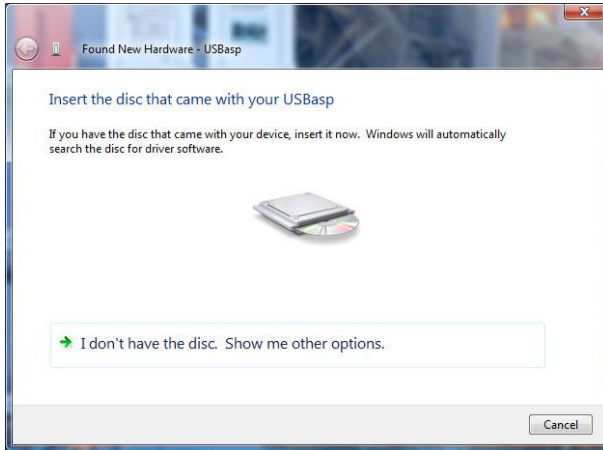 Found New Hardware - USBasp
Insert the disc that came with your USBasp
If you have the disc that came with your device, insert it now. Windows will automatically
search the disc for driver software.
I don't have the disc. Show me other options.
Cancel